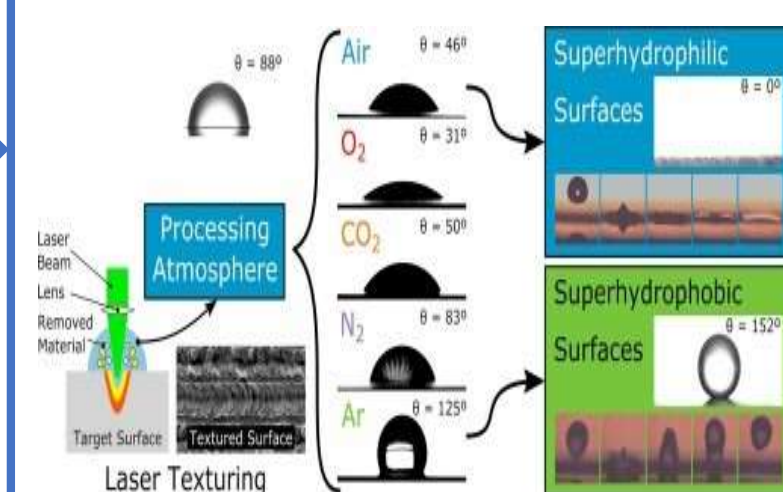 θ = 88º
Laser
Beam
Lens
Removed
Material
Target Surface
Processing
Atmosphere
Textured Surface
Laser Texturing
Air
θ = 46º
O₂
θ = 31º
CO₂
θ = 50º
N₂
θ = 83º
Ar
θ = 125º
Superhydrophilic
Surfaces
θ = 0º
Superhydrophobic
Surfaces
θ = 152º